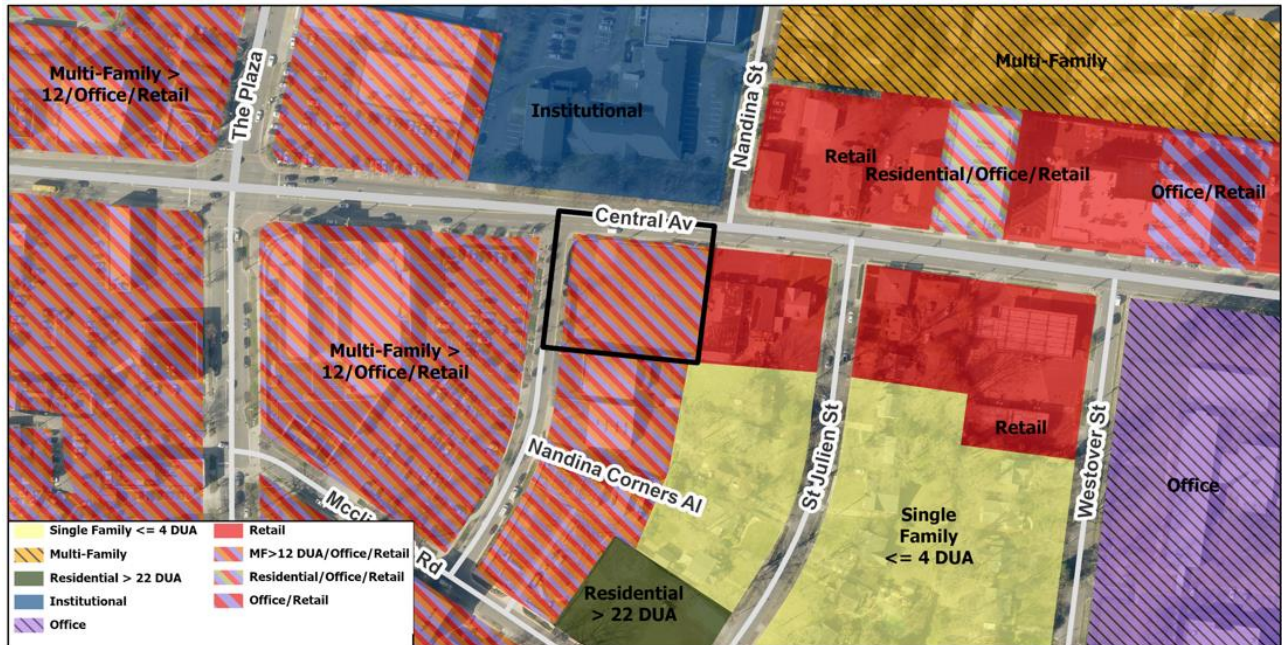 Multi-Family >
12/Office/Retail
The Plaza
Institutional
Nandina St
Multi-Family
Retail
Residential/Office/Retail
Office/Retail
Central Av
Multi-Family >
12/Office/Retail
Nandina Corners Al
St Julien St
Retail
Westover St
Office
Single
Family
<= 4 DUA
Residential
> 22 DUA
Rd
Single Family <= 4 DUA
Multi-Family
Residential > 22 DUA
Institutional
Office
Retail
MF>12 DUA/Office/Retail
Residential/Office/Retail
Office/Retail